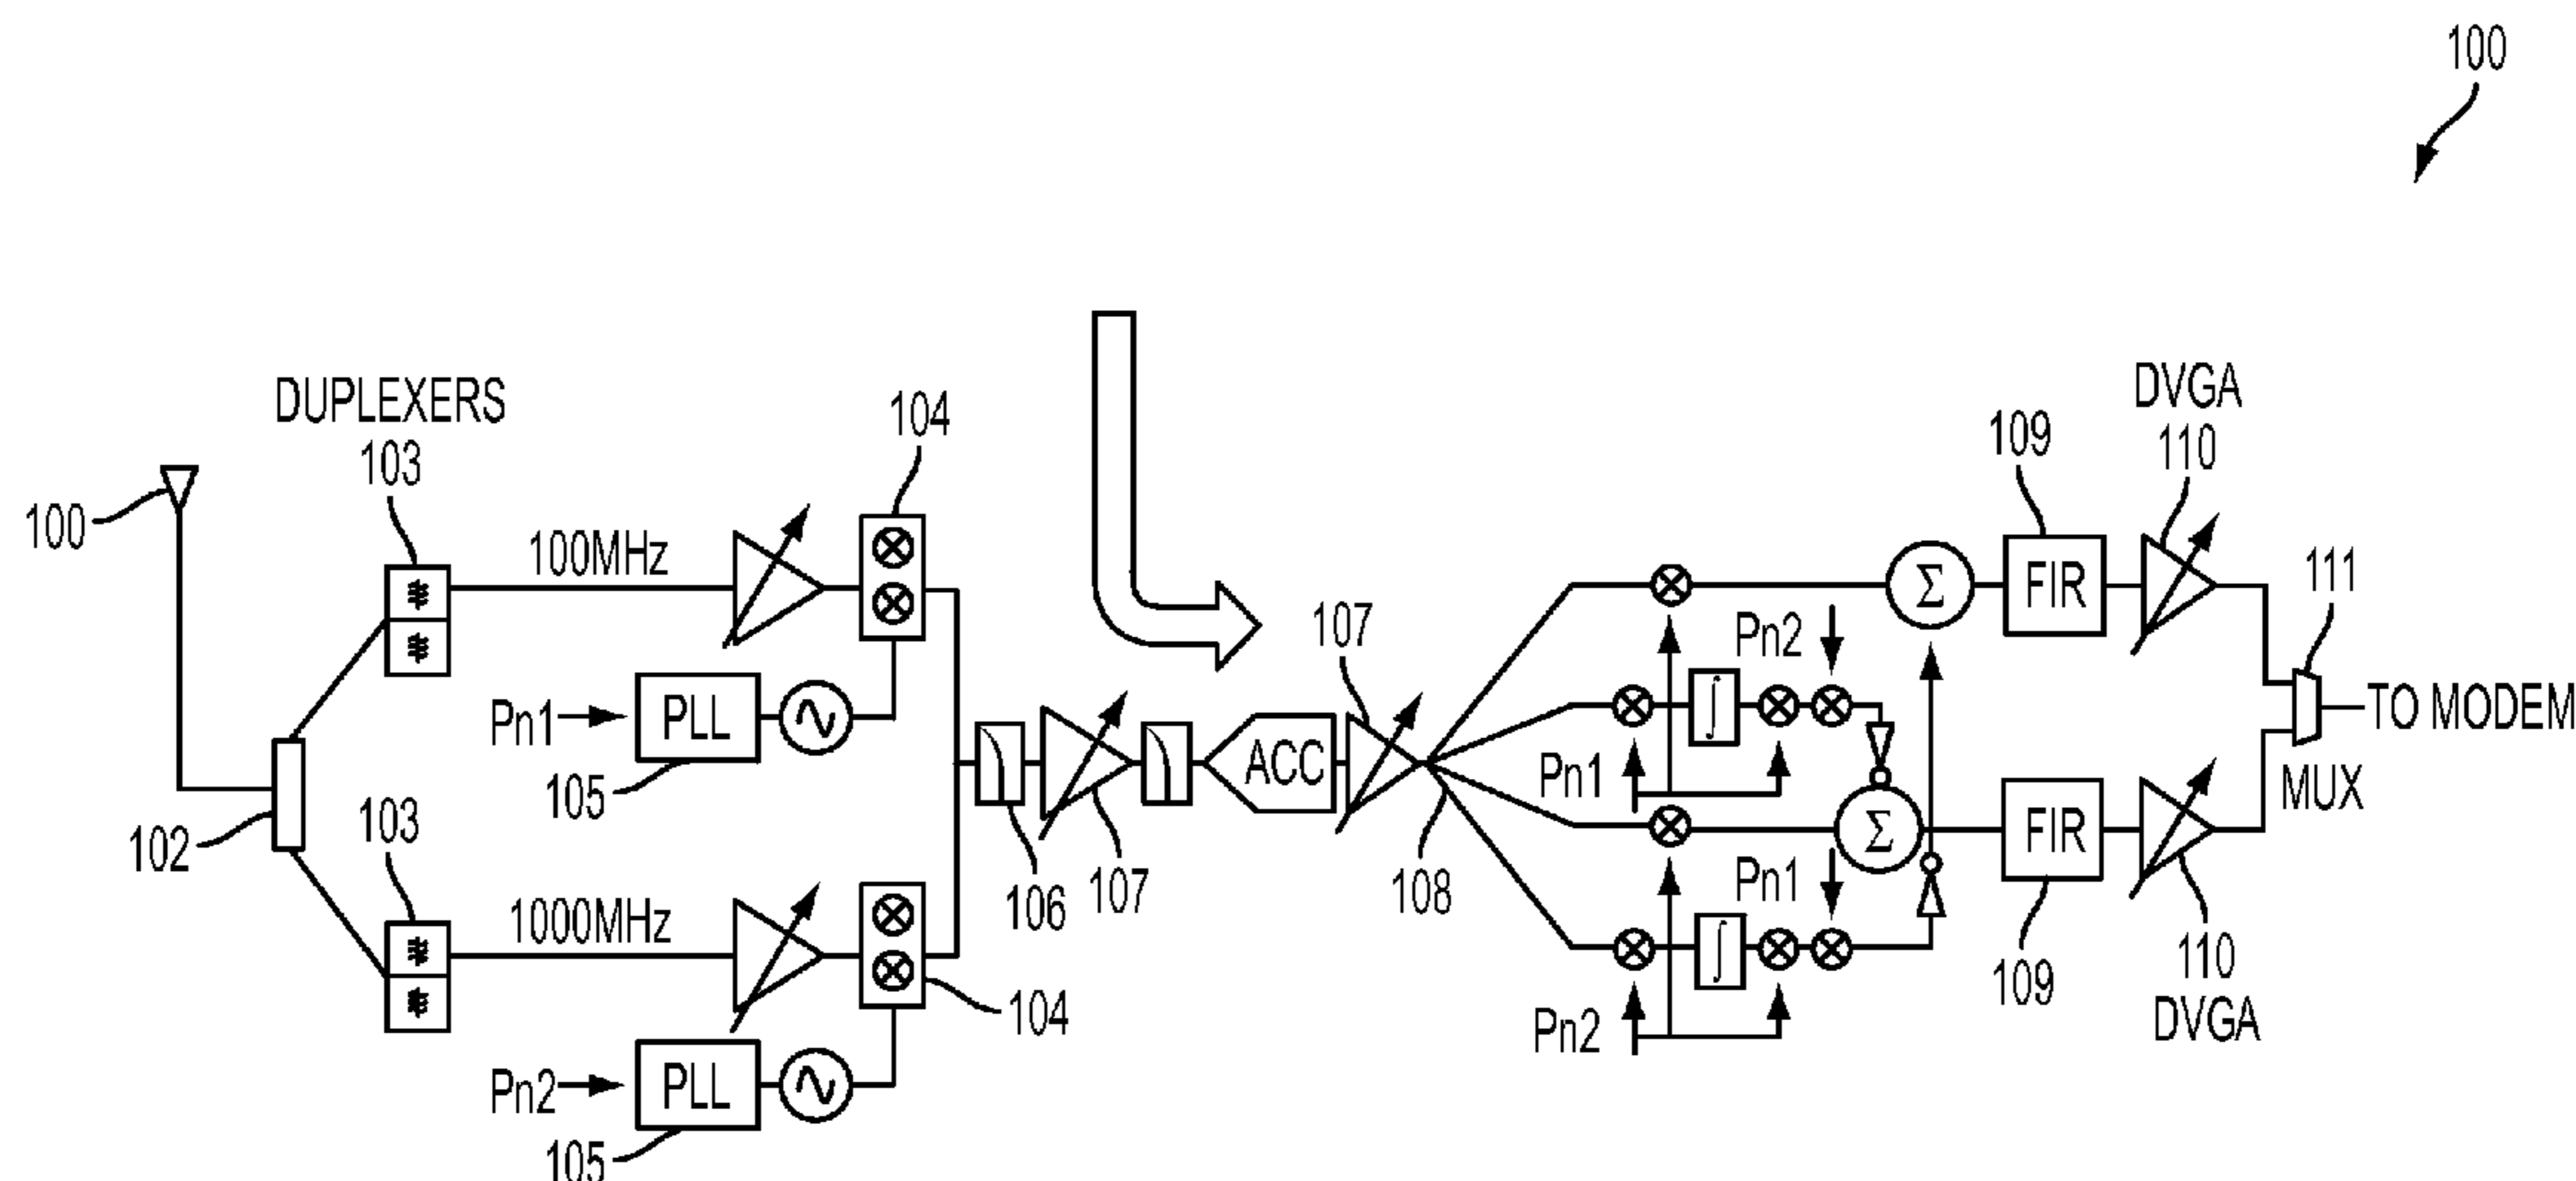 100
DUPLEXERS
103
100
100MHz
104
Pn1
PLL
105
102
103
1000MHz
104
Pn2
PLL
105
106
107
ACC
107
108
Pn2
Pn1
Pn1
Pn2
Σ
Σ
∫
∫
109
FIR
DVGA
110
111
TO MODEM
MUX
FIR
109
110
DVGA